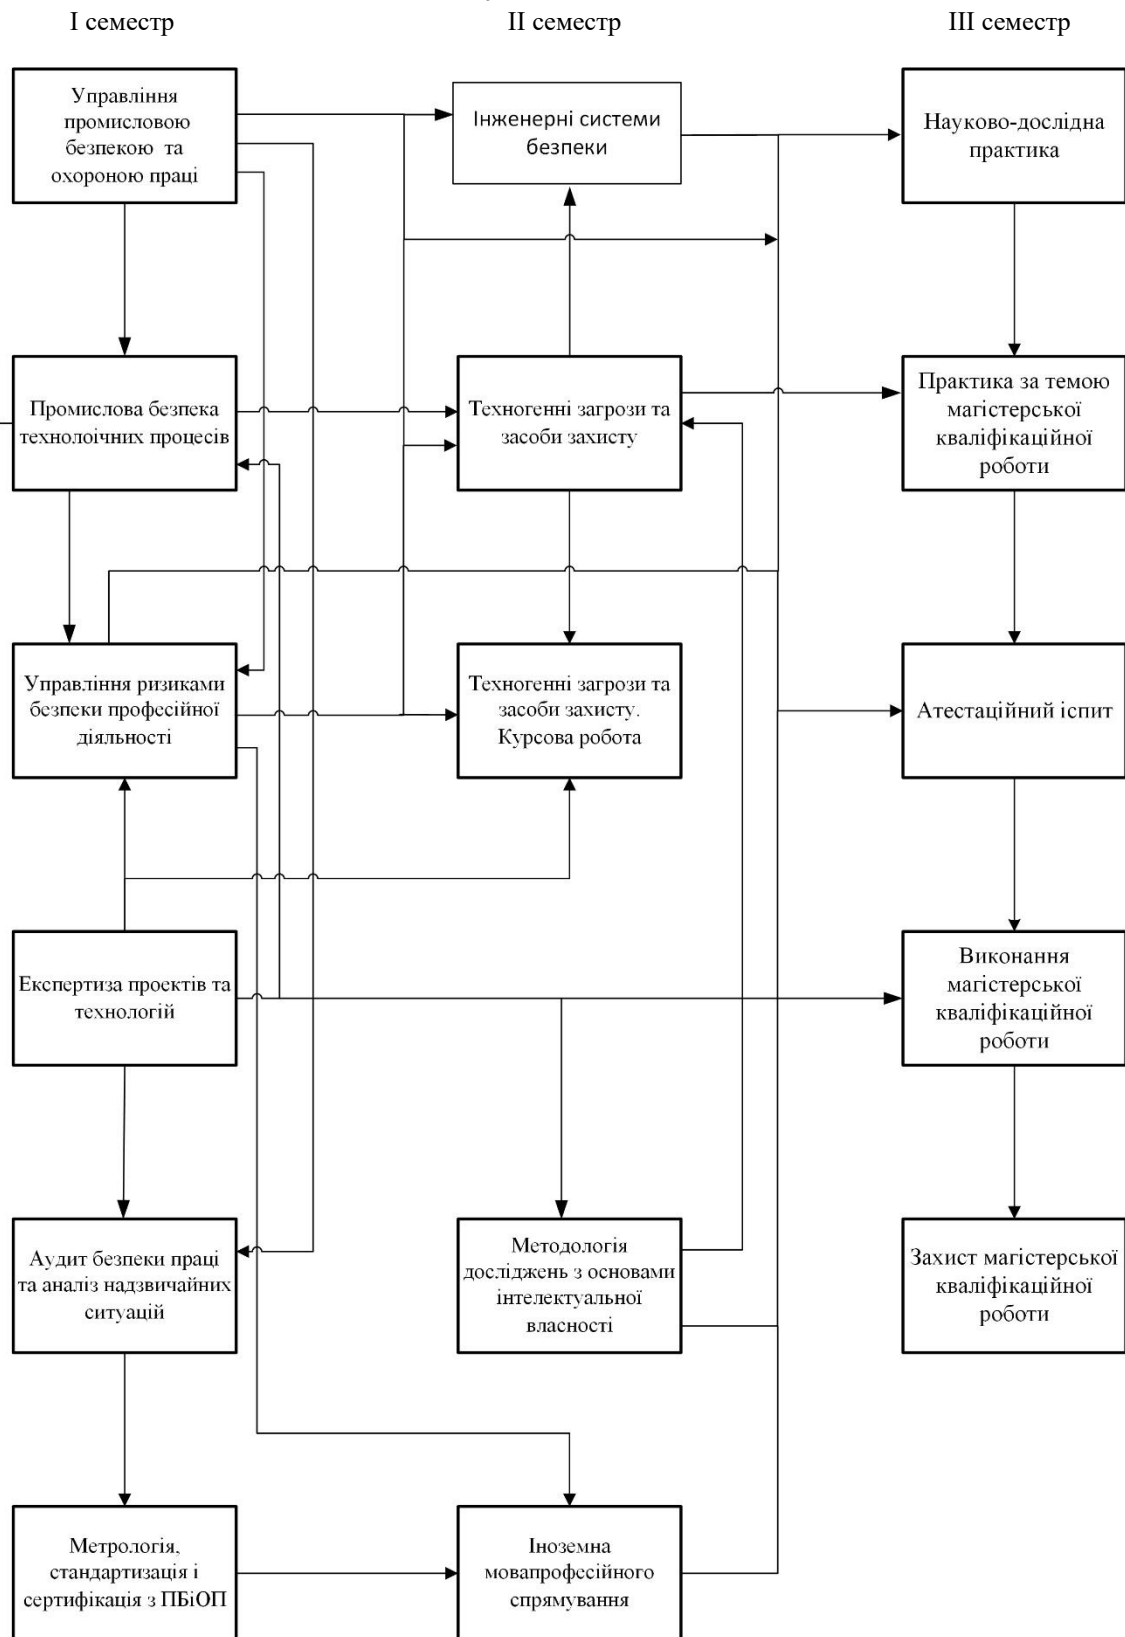 I семестр
II семестр
III семестр
Управління
промисловою
безпекою та
охороною праці
Інженерні системи
безпеки
Науково-дослідна
практика
Промислова безпека
технолоічних процесів
Техногенні загрози та
засоби захисту
Практика за темою
магістерської
кваліфікаційної
роботи
Управління ризиками
безпеки професійної
діяльності
Техногенні загрози та
засоби захисту.
Курсова робота
Атестаційний іспит
Експертиза проектів та
технологій
Виконання
магістерської
кваліфікаційної
роботи
Аудит безпеки праці
та аналіз надзвичайних
ситуацій
Методологія
досліджень з основами
інтелектуальної
власності
Захист магістерської
кваліфікаційної
роботи
Метрологія,
стандартизація і
сертифікація з ПБіОП
Іноземна
мовапрофесійного
спрямування